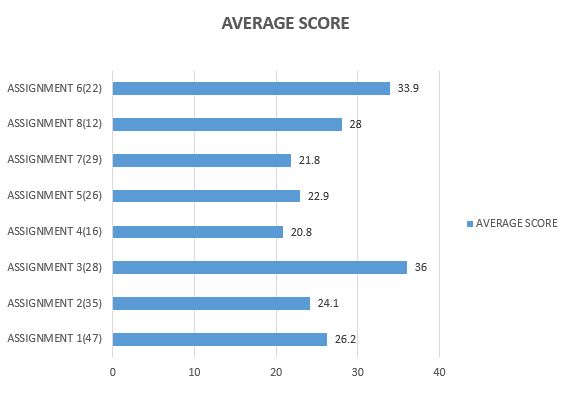 AVERAGE SCORE
ASSIGNMENT 6(22) 33.9
ASSIGNMENT 8(12) 28
ASSIGNMENT 7(29) 21.8
ASSIGNMENT 5(26) 22.9
ASSIGNMENT 4(16) 20.8
AVERAGE SCORE
ASSIGNMENT 3(28) 36
ASSIGNMENT 2(35) 24.1
ASSIGNMENT 1(47) 26.2
0 10 20 30 40